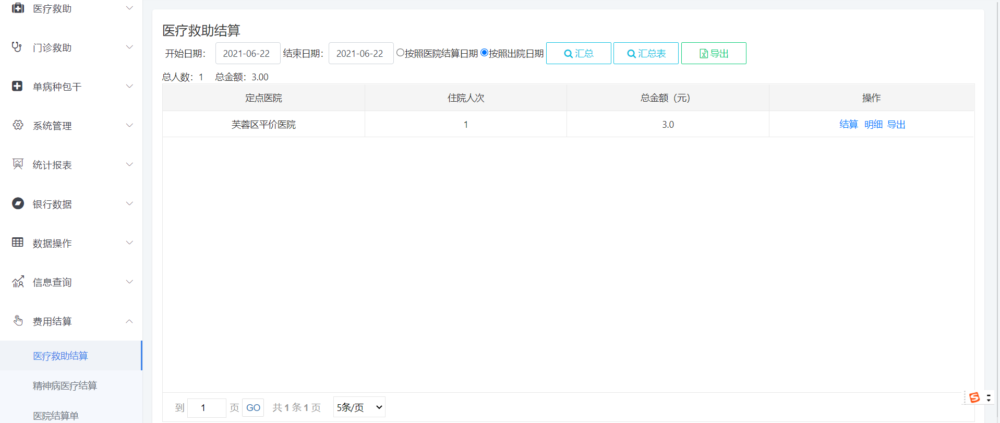 医疗救助
门诊救助
单病种包干
系统管理
统计报表
银行数据
数据操作
信息查询
费用结算
医疗救助结算
精神病医疗结算
医院结算单
医疗救助结算
开始日期： 2021-06-22 结束日期： 2021-06-22 按照医院结算日期 按照出院日期 汇总 汇总表 导出
总人数：1 总金额：3.00
定点医院 住院人次 总金额（元） 操作
芙蓉区平价医院 1 3.0 结算 明细 导出
到 1 页 GO 共 1 条 1 页 5条/页